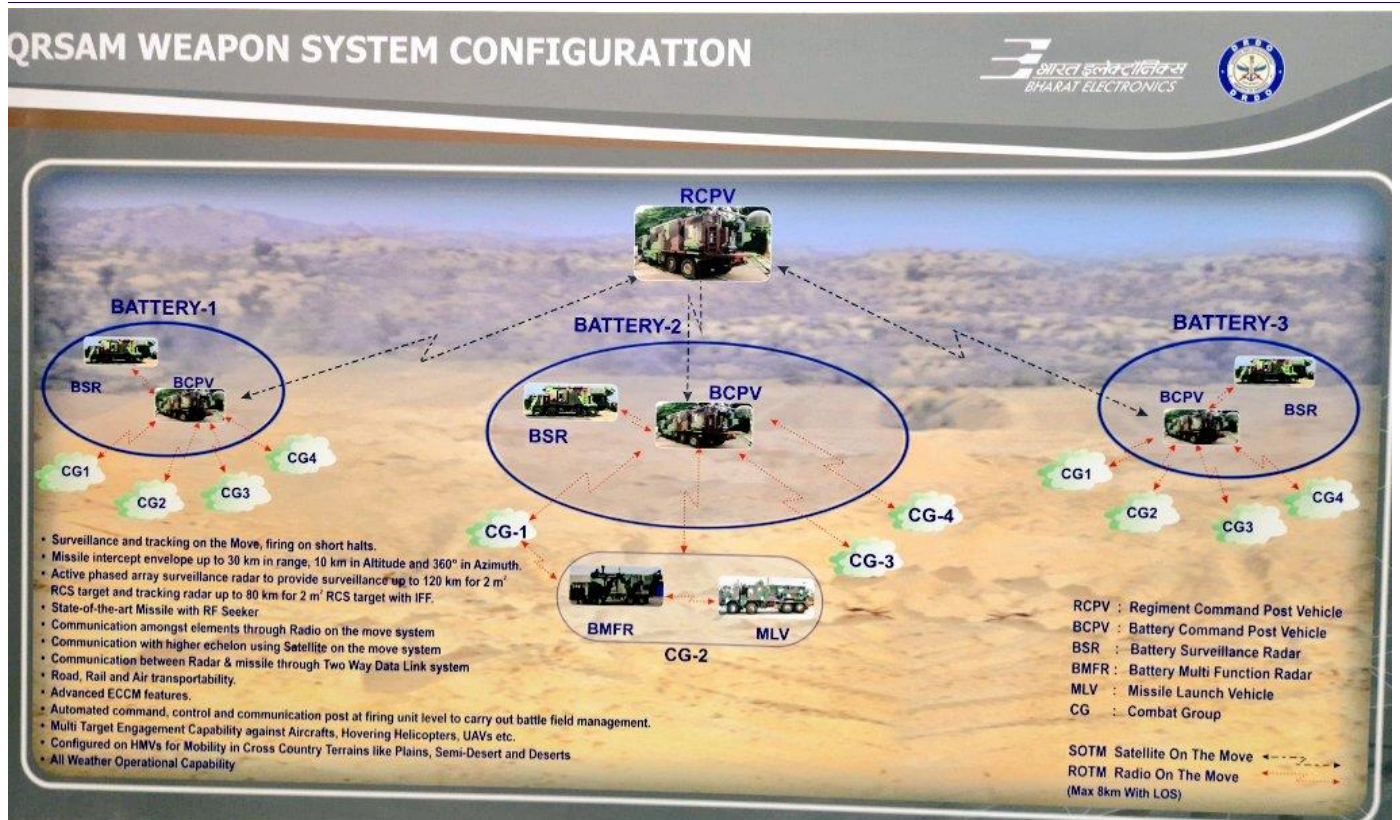 QRSAM WEAPON SYSTEM CONFIGURATION
भारत इलेक्ट्रॉनिक्स
BHARAT ELECTRONICS
DRDO
DRDO
RCPV
BATTERY-1
BSR
BCPV
CG1
CG2
CG3
CG4
BATTERY-2
BCPV
BSR
CG-1
CG-4
CG-3
BMFR
MLV
CG-2
BATTERY-3
BCPV
BSR
CG1
CG2
CG3
CG4
• Surveillance and tracking on the Move, firing on short halts.
• Missile intercept envelope up to 30 km in range, 10 km in Altitude and 360° in Azimuth.
• Active phased array surveillance radar to provide surveillance up to 120 km for 2 m²
RCS target and tracking radar up to 80 km for 2 m² RCS target with IFF.
• State-of-the-art Missile with RF Seeker
• Communication amongst elements through Radio on the move system
• Communication with higher echelon using Satellite on the move system
• Communication between Radar & missile through Two Way Data Link system
• Road, Rail and Air transportability.
• Advanced ECCM features.
• Automated command, control and communication post at firing unit level to carry out battle field management.
• Multi Target Engagement Capability against Aircrafts, Hovering Helicopters, UAVs etc.
• Configured on HMVs for Mobility in Cross Country Terrains like Plains, Semi-Desert and Deserts
• All Weather Operational Capability
RCPV : Regiment Command Post Vehicle
BCPV : Battery Command Post Vehicle
BSR : Battery Surveillance Radar
BMFR : Battery Multi Function Radar
MLV : Missile Launch Vehicle
CG : Combat Group
SOTM Satellite On The Move
ROTM Radio On The Move
(Max 8km With LOS)